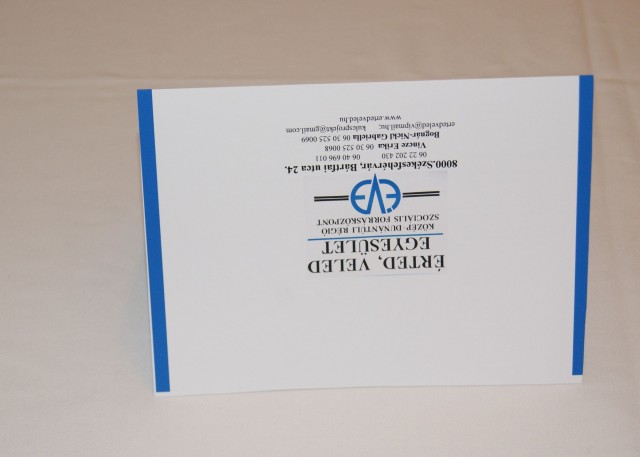 ÉRTED, VELED
EGYESÜLET
KÖZÉP-DUNÁNTÚLI RÉGIÓ
SZOCIÁLIS FORRÁSKÖZPONT
ÉVE
8000.Székesfehérvár, Bártfai utca 24.
06 22 202 430 06 40 696 011
Vincze Erika 06 30 525 0068
Bognár-Nickl Gabriella 06 30 525 0069
ertedveled@vipmail.hu; kulcsprojekt@gmail.com
www.ertedveled.hu